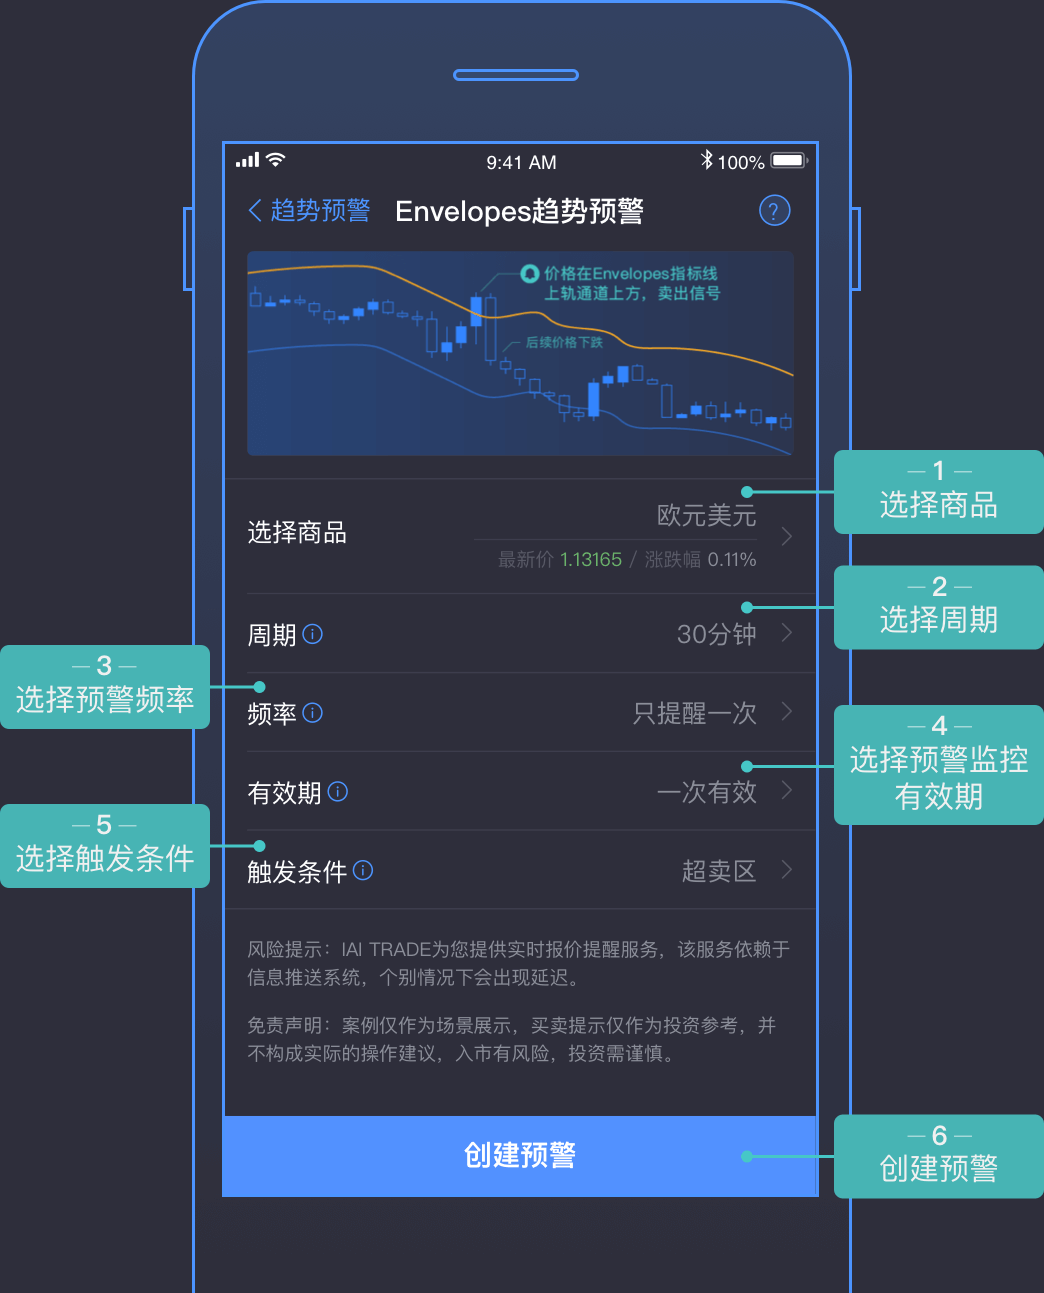 9:41 AM
100%
趋势预警
Envelopes趋势预警
?
价格在Envelopes指标线
上轨通道上方，卖出信号
后续价格下跌
选择商品
欧元美元
最新价 1.13165 / 涨跌幅 0.11%
周期
30分钟
频率
只提醒一次
有效期
一次有效
触发条件
超卖区
风险提示：IAI TRADE为您提供实时报价提醒服务，该服务依赖于
信息推送系统，个别情况下会出现延迟。
免责声明：案例仅作为场景展示，买卖提示仅作为投资参考，并
不构成实际的操作建议，入市有风险，投资需谨慎。
创建预警
— 1 —
选择商品
— 2 —
选择周期
— 3 —
选择预警频率
— 4 —
选择预警监控
有效期
— 5 —
选择触发条件
— 6 —
创建预警